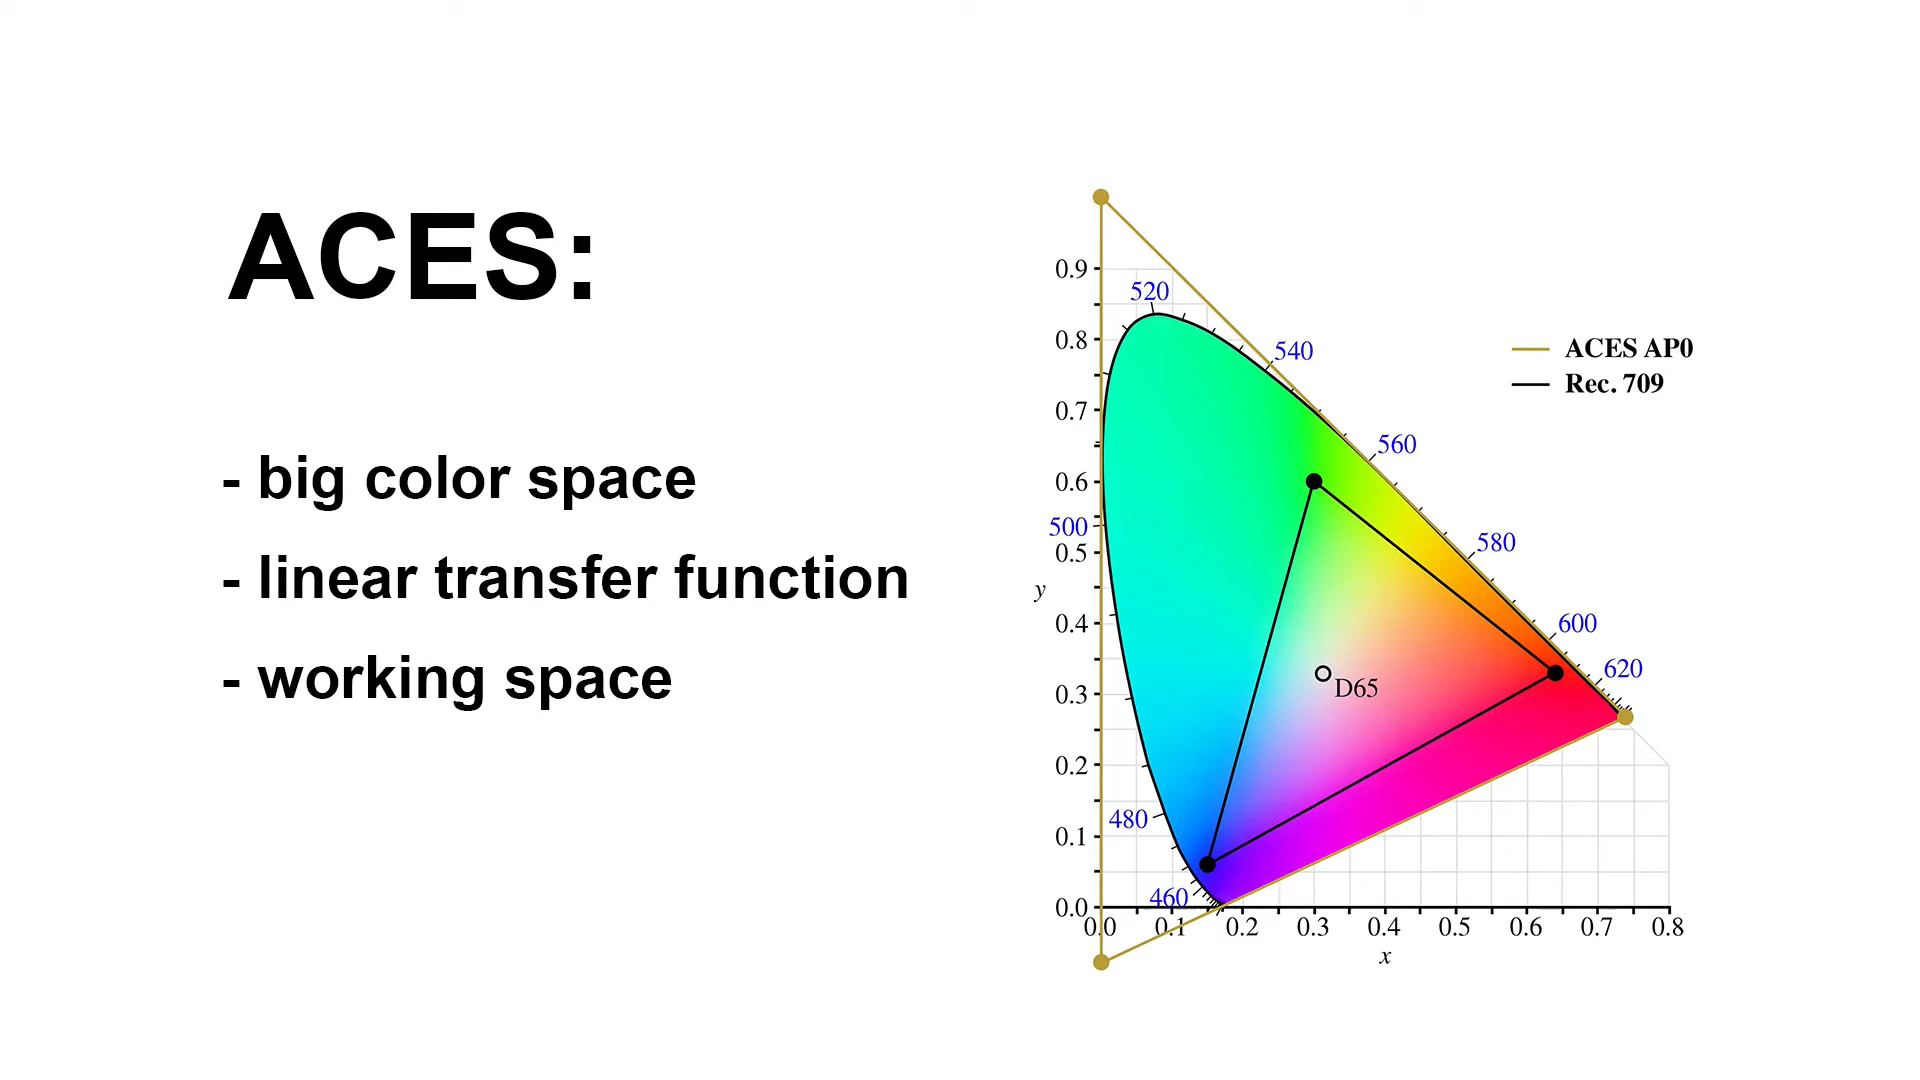 ACES:
- big color space
- linear transfer function
- working space
ACES AP0
Rec. 709
0.9
0.8
0.7
0.6
0.5
0.4
0.3
0.2
0.1
0.0
y
520
540
560
580
600
620
500
480
460
D65
0.0 0.1 0.2 0.3 0.4 0.5 0.6 0.7 0.8
x